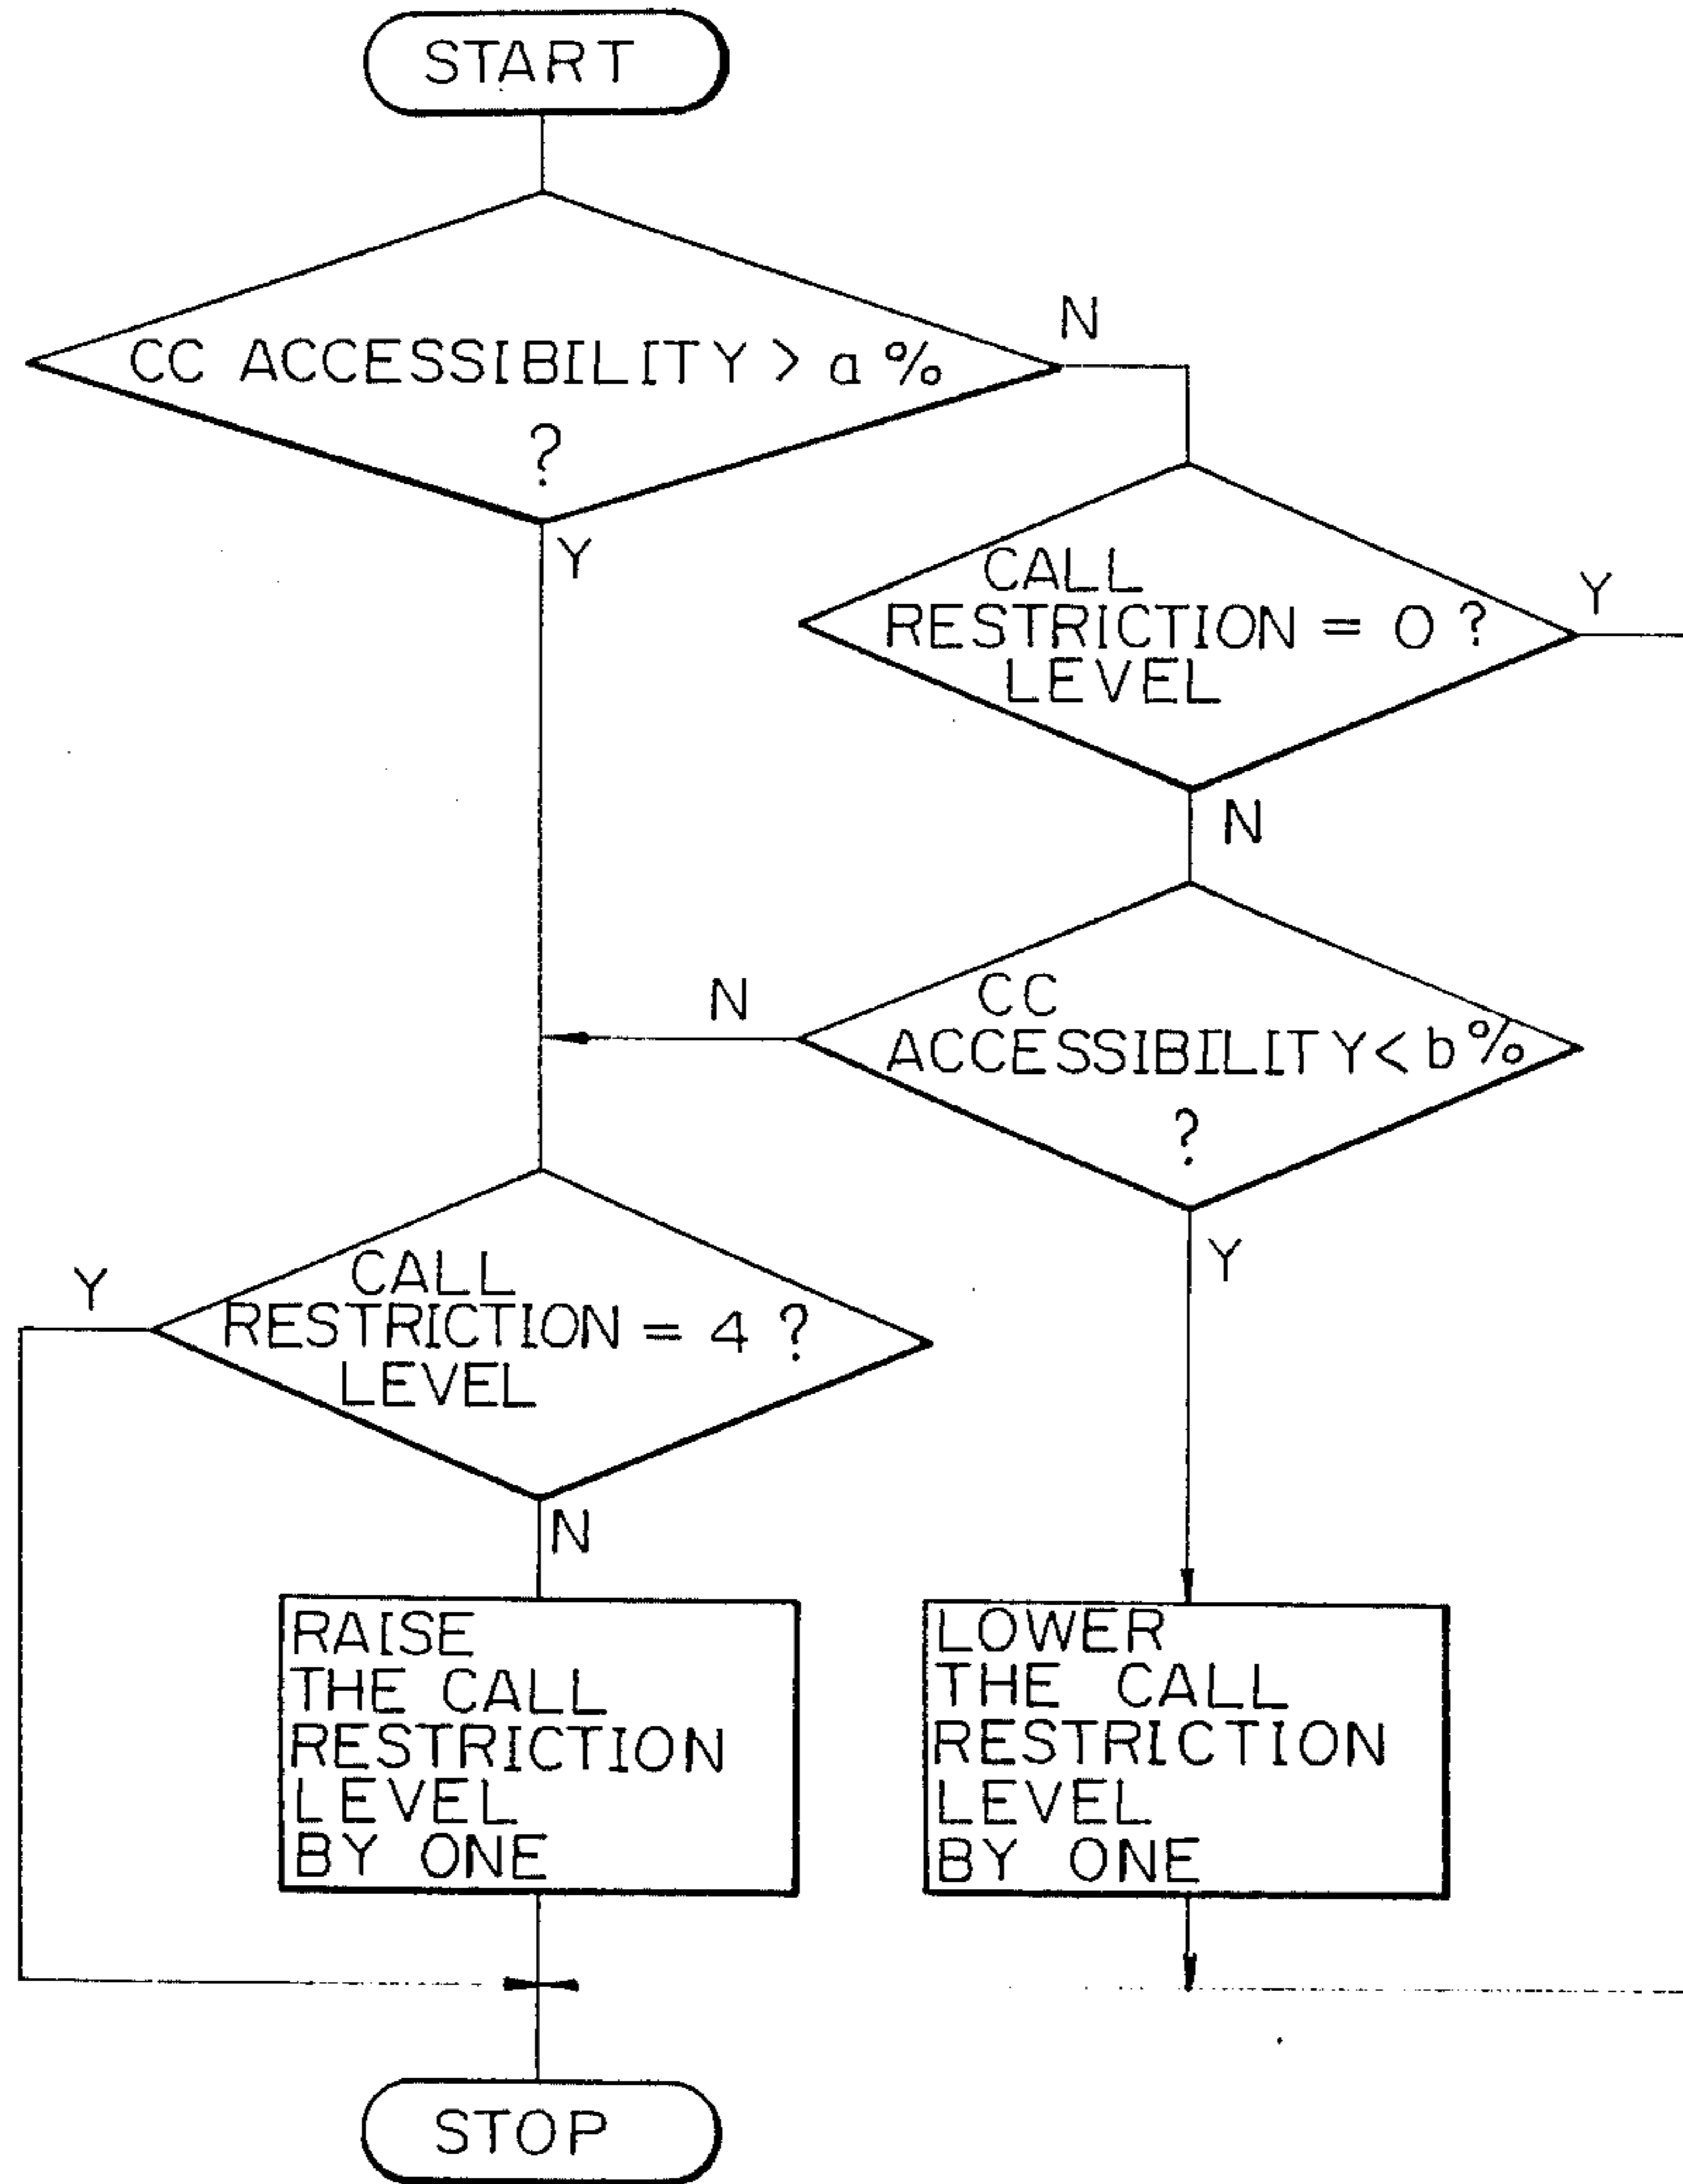 START
CC ACCESSIBILITY > a %
?
N
Y
CALL
RESTRICTION = 0 ?
LEVEL
Y
N
CC
ACCESSIBILITY < b %
?
N
Y
CALL
RESTRICTION = 4 ?
LEVEL
Y
N
RAISE
THE CALL
RESTRICTION
LEVEL
BY ONE
LOWER
THE CALL
RESTRICTION
LEVEL
BY ONE
STOP